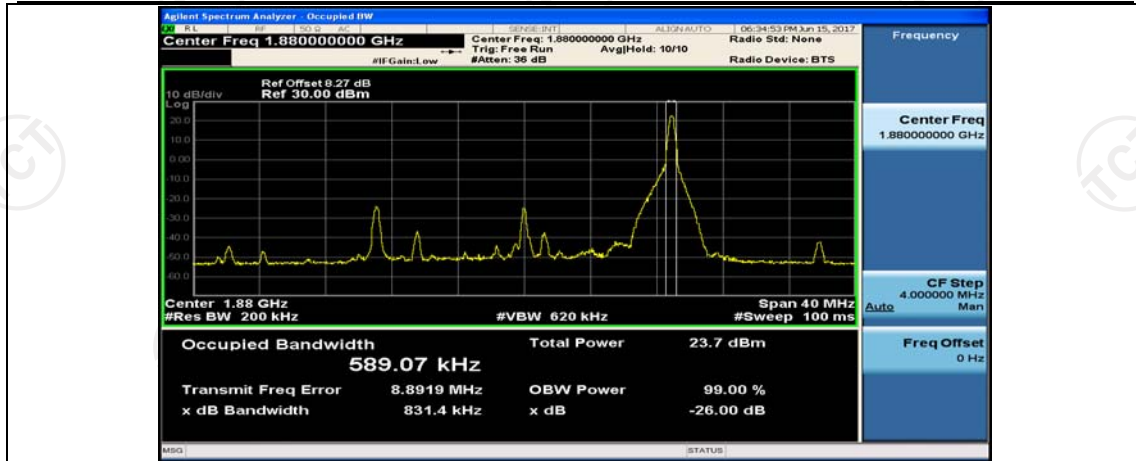 Agilent Spectrum Analyzer - Occupied BW
RL RF 50 Ω AC SENSE:INT ALIGN AUTO 06:34:53 PM Jun 15, 2017
Center Freq 1.880000000 GHz
Center Freq: 1.880000000 GHz
Radio Std: None
Trig: Free Run Avg|Hold: 10/10
#IFGain:Low #Atten: 36 dB Radio Device: BTS
Frequency
Ref Offset 8.27 dB
10 dB/div Ref 30.00 dBm
Log
20.0
10.0
0.00
-10.0
-20.0
-30.0
-40.0
-50.0
-60.0
Center Freq
1.880000000 GHz
Center 1.88 GHz Span 40 MHz
#Res BW 200 kHz #VBW 620 kHz #Sweep 100 ms
CF Step
4.000000 MHz
Auto Man
Occupied Bandwidth Total Power 23.7 dBm
589.07 kHz
Transmit Freq Error 8.8919 MHz OBW Power 99.00 %
x dB Bandwidth 831.4 kHz x dB -26.00 dB
Freq Offset
0 Hz
MSG STATUS
TCT